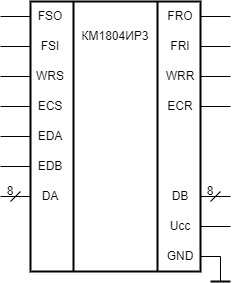 FSO
FSI
WRS
ECS
EDA
EDB
8
DA
КМ1804ИР3
FRO
FRI
WRR
ECR
8
DB
Ucc
GND